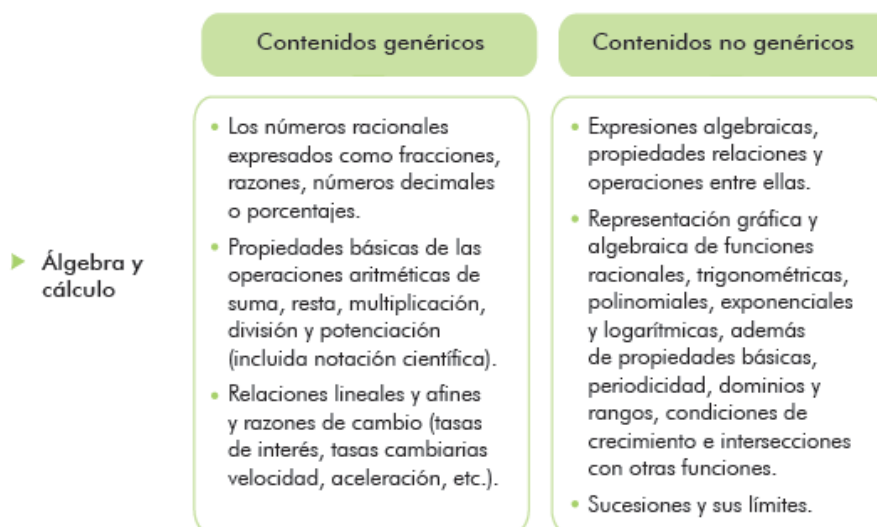 Contenidos genéricos
Contenidos no genéricos
Álgebra y
cálculo
• Los números racionales
expresados como fracciones,
razones, números decimales
o porcentajes.
• Propiedades básicas de las
operaciones aritméticas de
suma, resta, multiplicación,
división y potenciación
(incluida notación científica).
• Relaciones lineales y afines
y razones de cambio (tasas
de interés, tasas cambiarias
velocidad, aceleración, etc.).
• Expresiones algebraicas,
propiedades relaciones y
operaciones entre ellas.
• Representación gráfica y
algebraica de funciones
racionales, trigonométricas,
polinomiales, exponenciales
y logarítmicas, además
de propiedades básicas,
periodicidad, dominios y
rangos, condiciones de
crecimiento e intersecciones
con otras funciones.
• Sucesiones y sus límites.